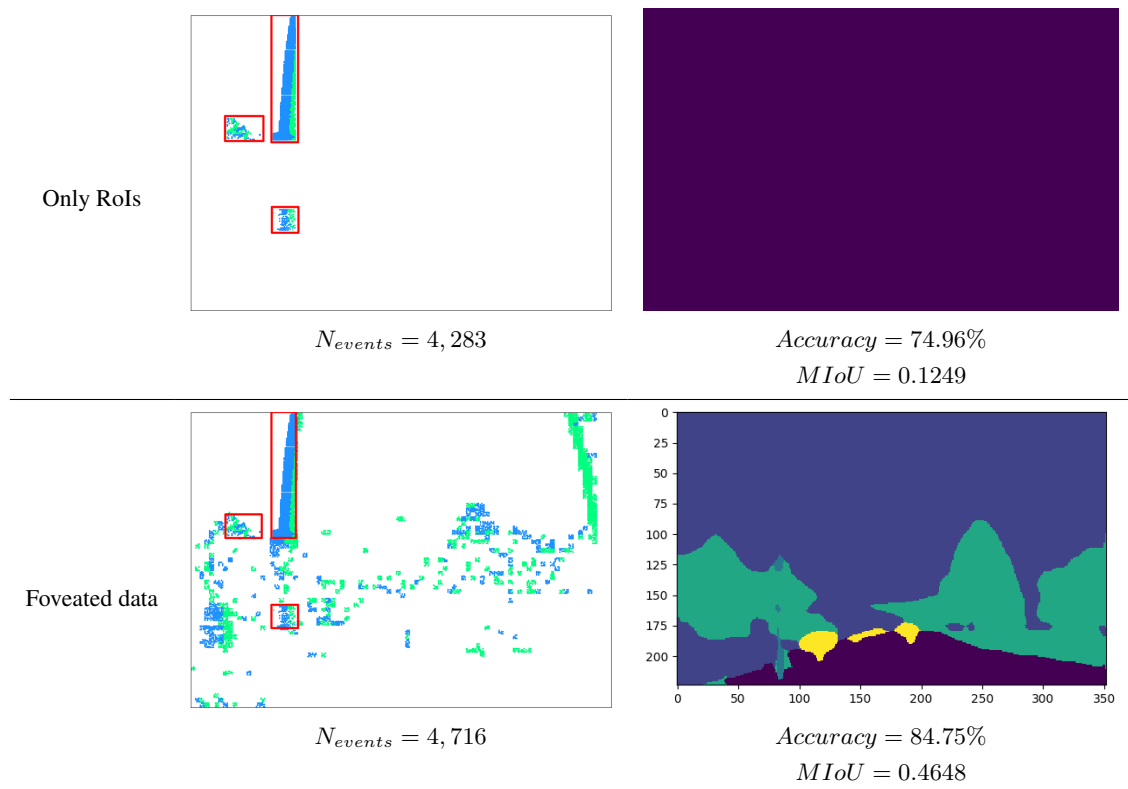 Only RoIs
N_events = 4, 283
Accuracy = 74.96%
MIoU = 0.1249
Foveated data
0
25
50
75
100
125
150
175
200
0 50 100 150 200 250 300 350
N_events = 4, 716
Accuracy = 84.75%
MIoU = 0.4648